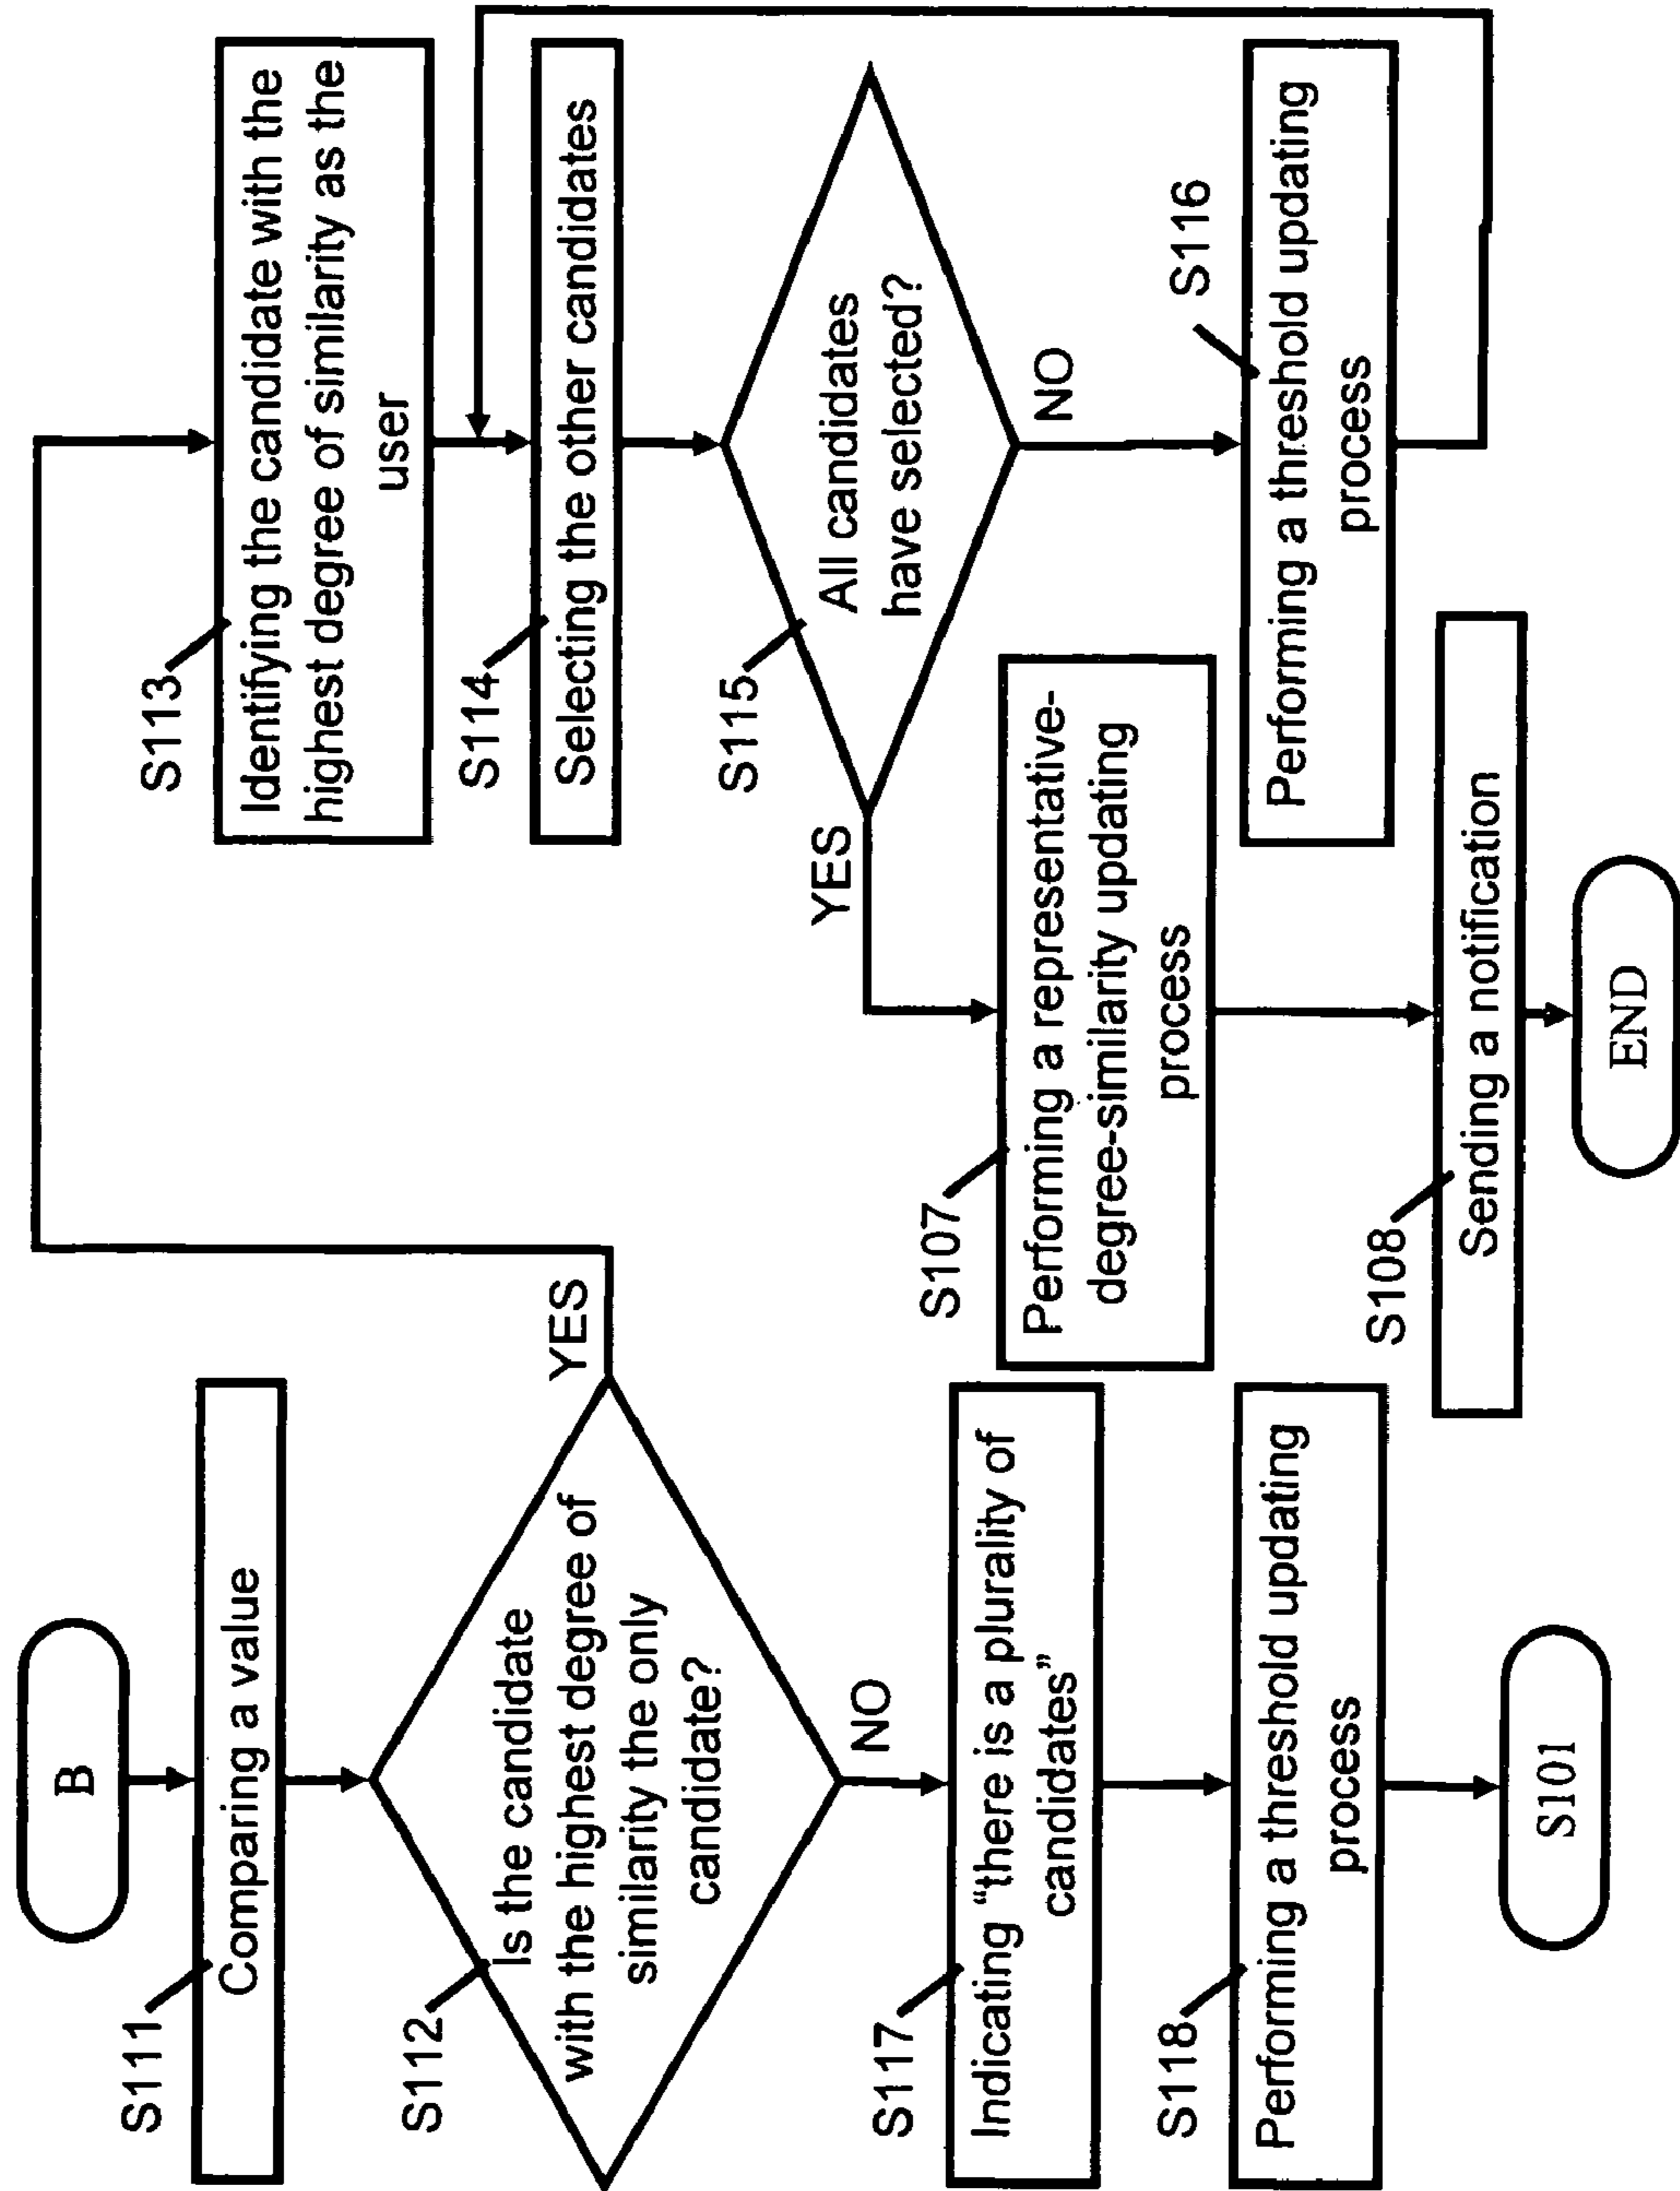 B
S111
Comparing a value
S112
Is the candidate
with the highest degree of
similarity the only
candidate?
YES
NO
S117
Indicating “there is a plurality of
candidates”
S118
Performing a threshold updating
process
S101
S113
Identifying the candidate with the
highest degree of similarity as the
user
S114
Selecting the other candidates
S115
All candidates
have selected?
YES
NO
S116
Performing a threshold updating
process
S107
Performing a representative-
degree-similarity updating
process
S108
Sending a notification
END